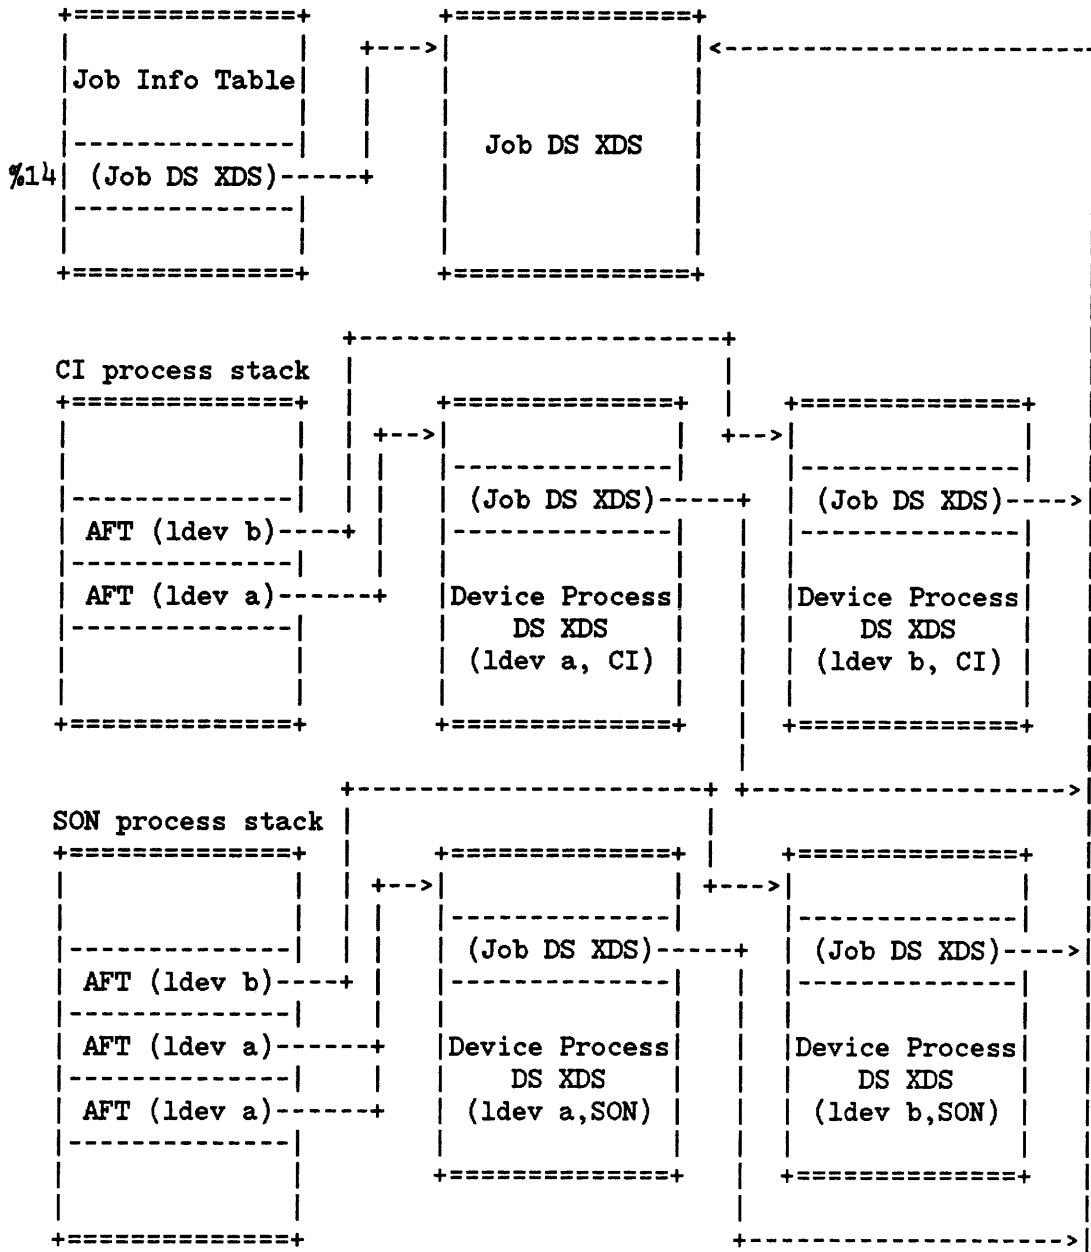 Job Info Table
Job DS XDS
%14 (Job DS XDS)
CI process stack
(Job DS XDS) (Job DS XDS)
AFT (ldev b)
AFT (ldev a) Device Process Device Process
DS XDS DS XDS
(ldev a, CI) (ldev b, CI)
SON process stack
(Job DS XDS) (Job DS XDS)
AFT (ldev b)
AFT (ldev a) Device Process Device Process
DS XDS DS XDS
AFT (ldev a) (ldev a,SON) (ldev b,SON)